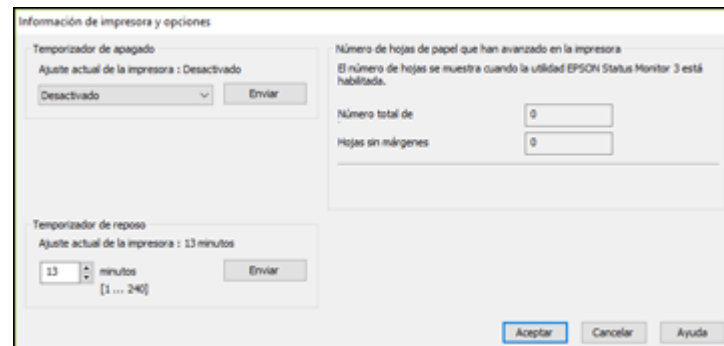 Información de impresora y opciones
Temporizador de apagado
Ajuste actual de la impresora : Desactivado
Desactivado
Enviar
Número de hojas de papel que han avanzado en la impresora
El número de hojas se muestra cuando la utilidad EPSON Status Monitor 3 está
habilitada.
Número total de
0
Hojas sin márgenes
0
Temporizador de reposo
Ajuste actual de la impresora : 13 minutos
13
minutos
Enviar
[1 ... 240]
Aceptar
Cancelar
Ayuda